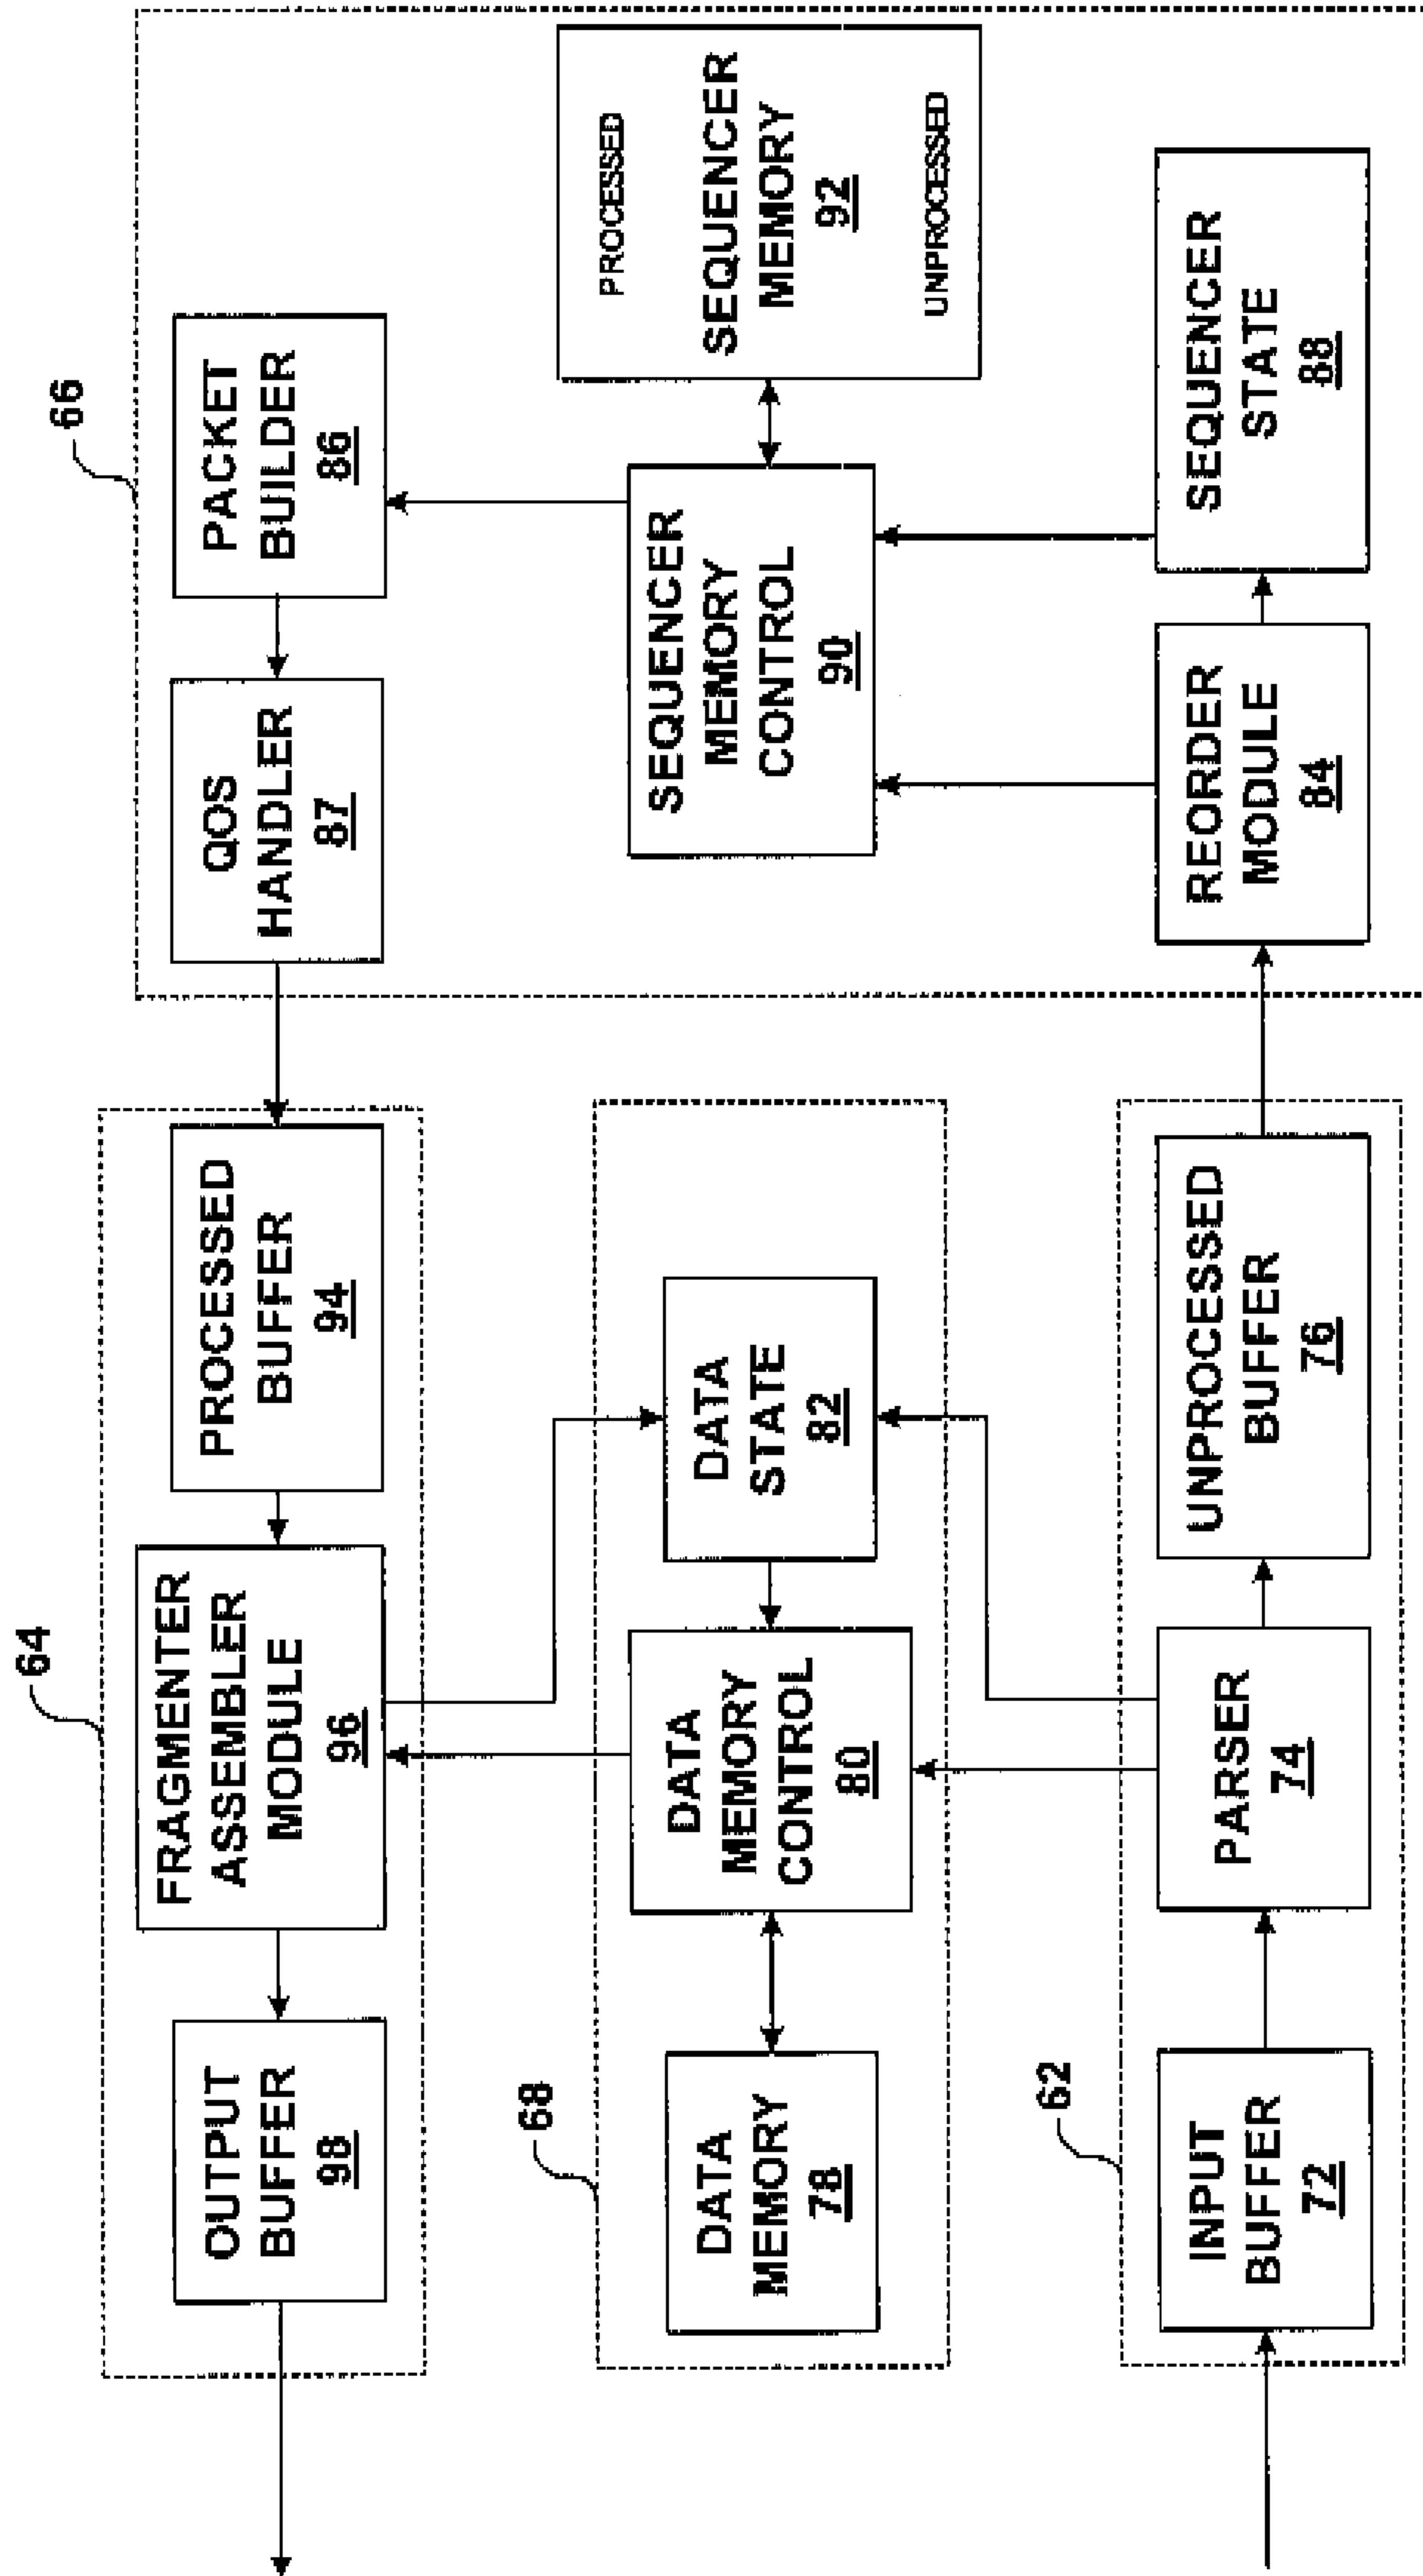 64
66
OUTPUT
BUFFER
98
FRAGMENTER
ASSEMBLER
MODULE
96
PROCESSED
BUFFER
94
QOS
HANDLER
87
PACKET
BUILDER
86
68
DATA
MEMORY
78
DATA
MEMORY
CONTROL
80
DATA
STATE
82
SEQUENCER
MEMORY
CONTROL
90
PROCESSED
SEQUENCER
MEMORY
92
UNPROCESSED
62
INPUT
BUFFER
72
PARSER
74
UNPROCESSED
BUFFER
76
REORDER
MODULE
84
SEQUENCER
STATE
88